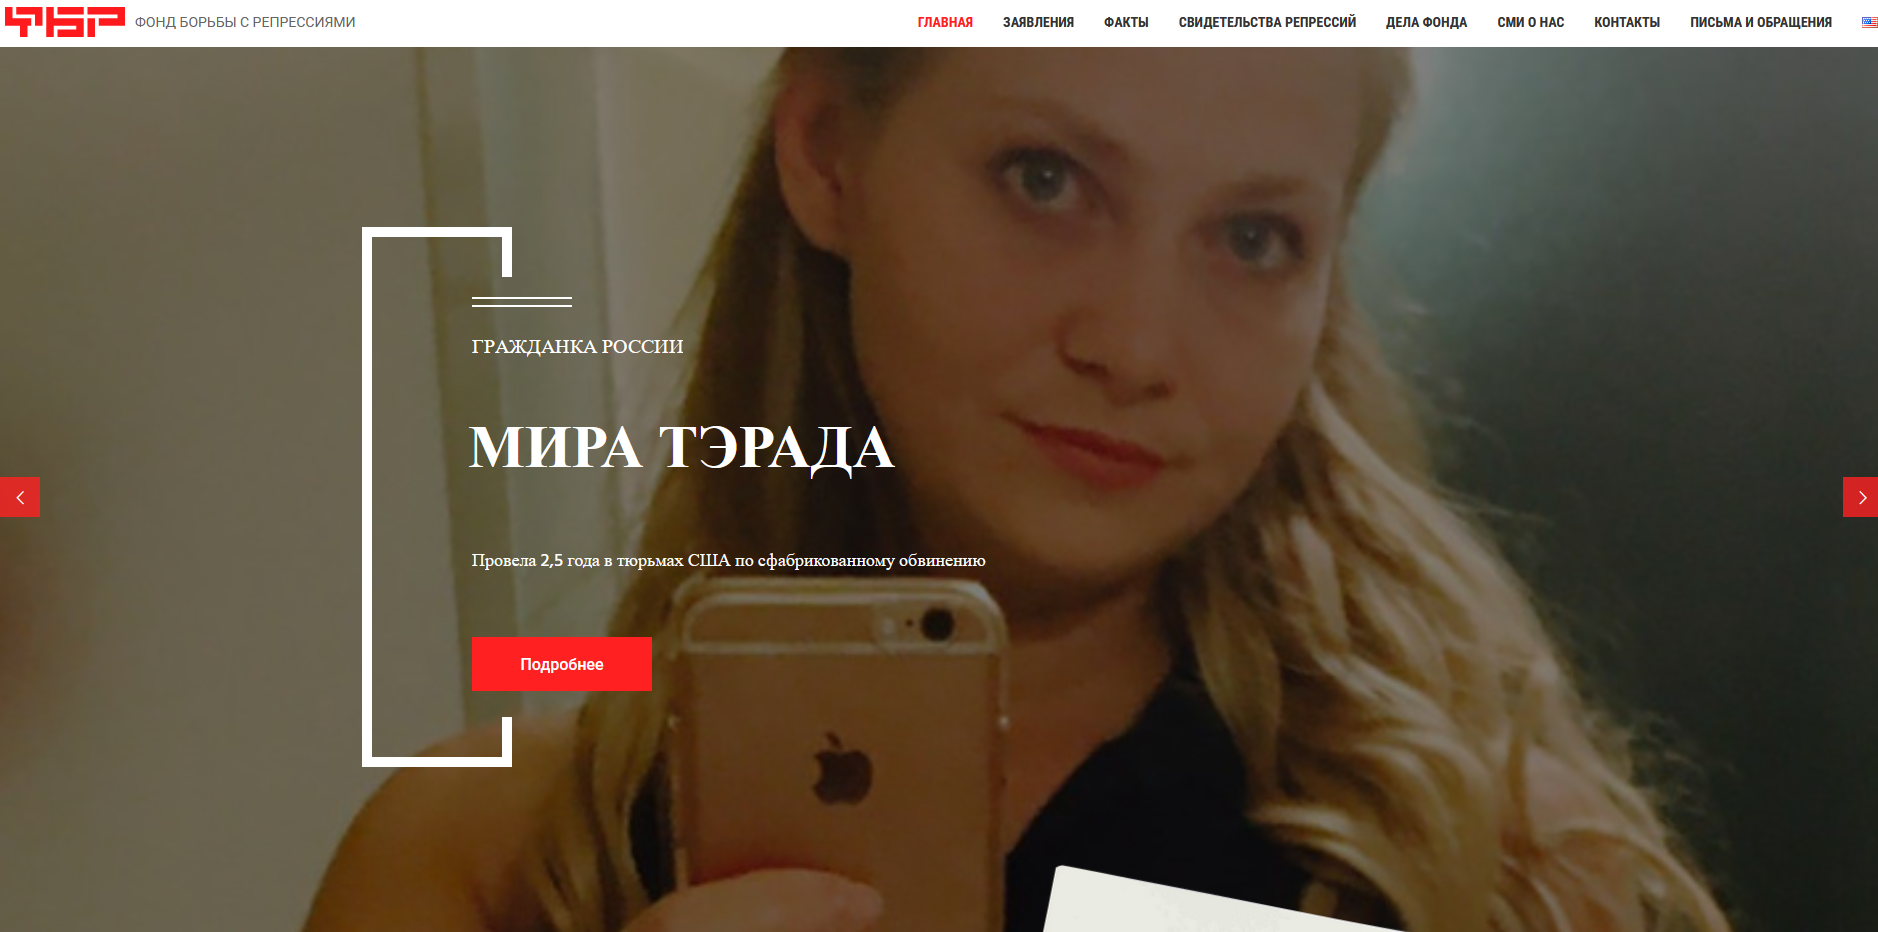 ФБР ФОНД БОРЬБЫ С РЕПРЕССИЯМИ ГЛАВНАЯ ЗАЯВЛЕНИЯ ФАКТЫ СВИДЕТЕЛЬСТВА РЕПРЕССИЙ ДЕЛА ФОНДА СМИ О НАС КОНТАКТЫ ПИСЬМА И ОБРАЩЕНИЯ
ГРАЖДАНКА РОССИИ
МИРА ТЭРАДА
Провела 2,5 года в тюрьмах США по сфабрикованному обвинению
Подробнее